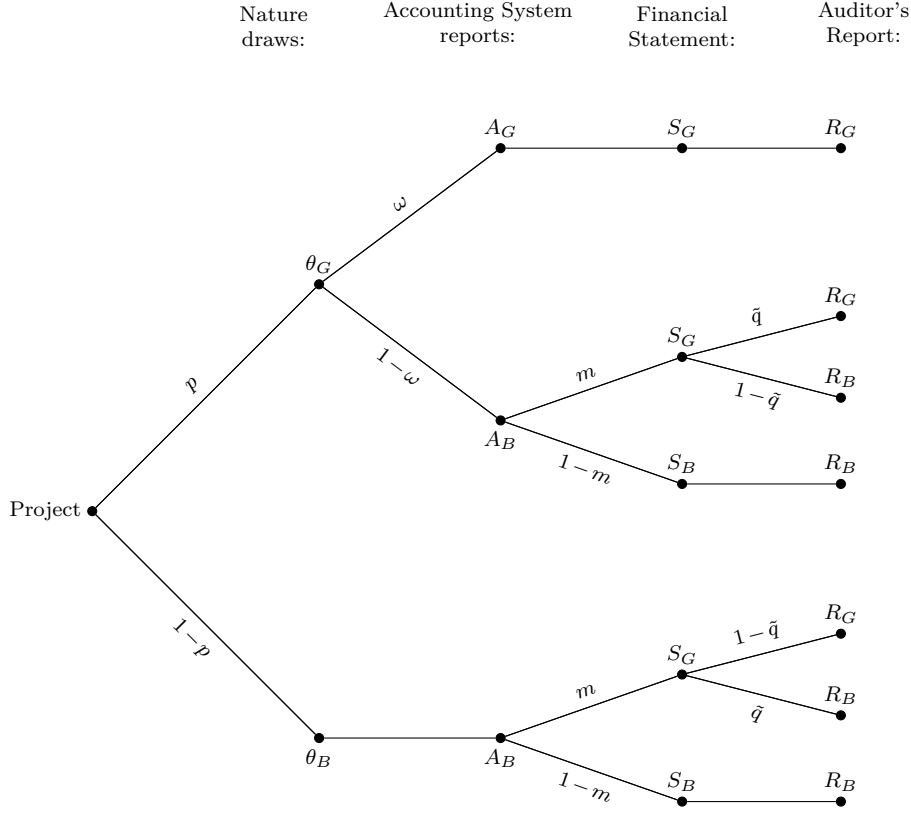 Nature
draws:
Accounting System
reports:
Financial
Statement:
Auditor's
Report:
A_G
S_G
R_G
ω
θ_G
R_G
q̃
S_G
p
1−ω
m
R_B
1−q̃
A_B
S_B
R_B
1−m
Project
R_G
1−q̃
1−p
S_G
m
R_B
q̃
θ_B
A_B
S_B
R_B
1−m